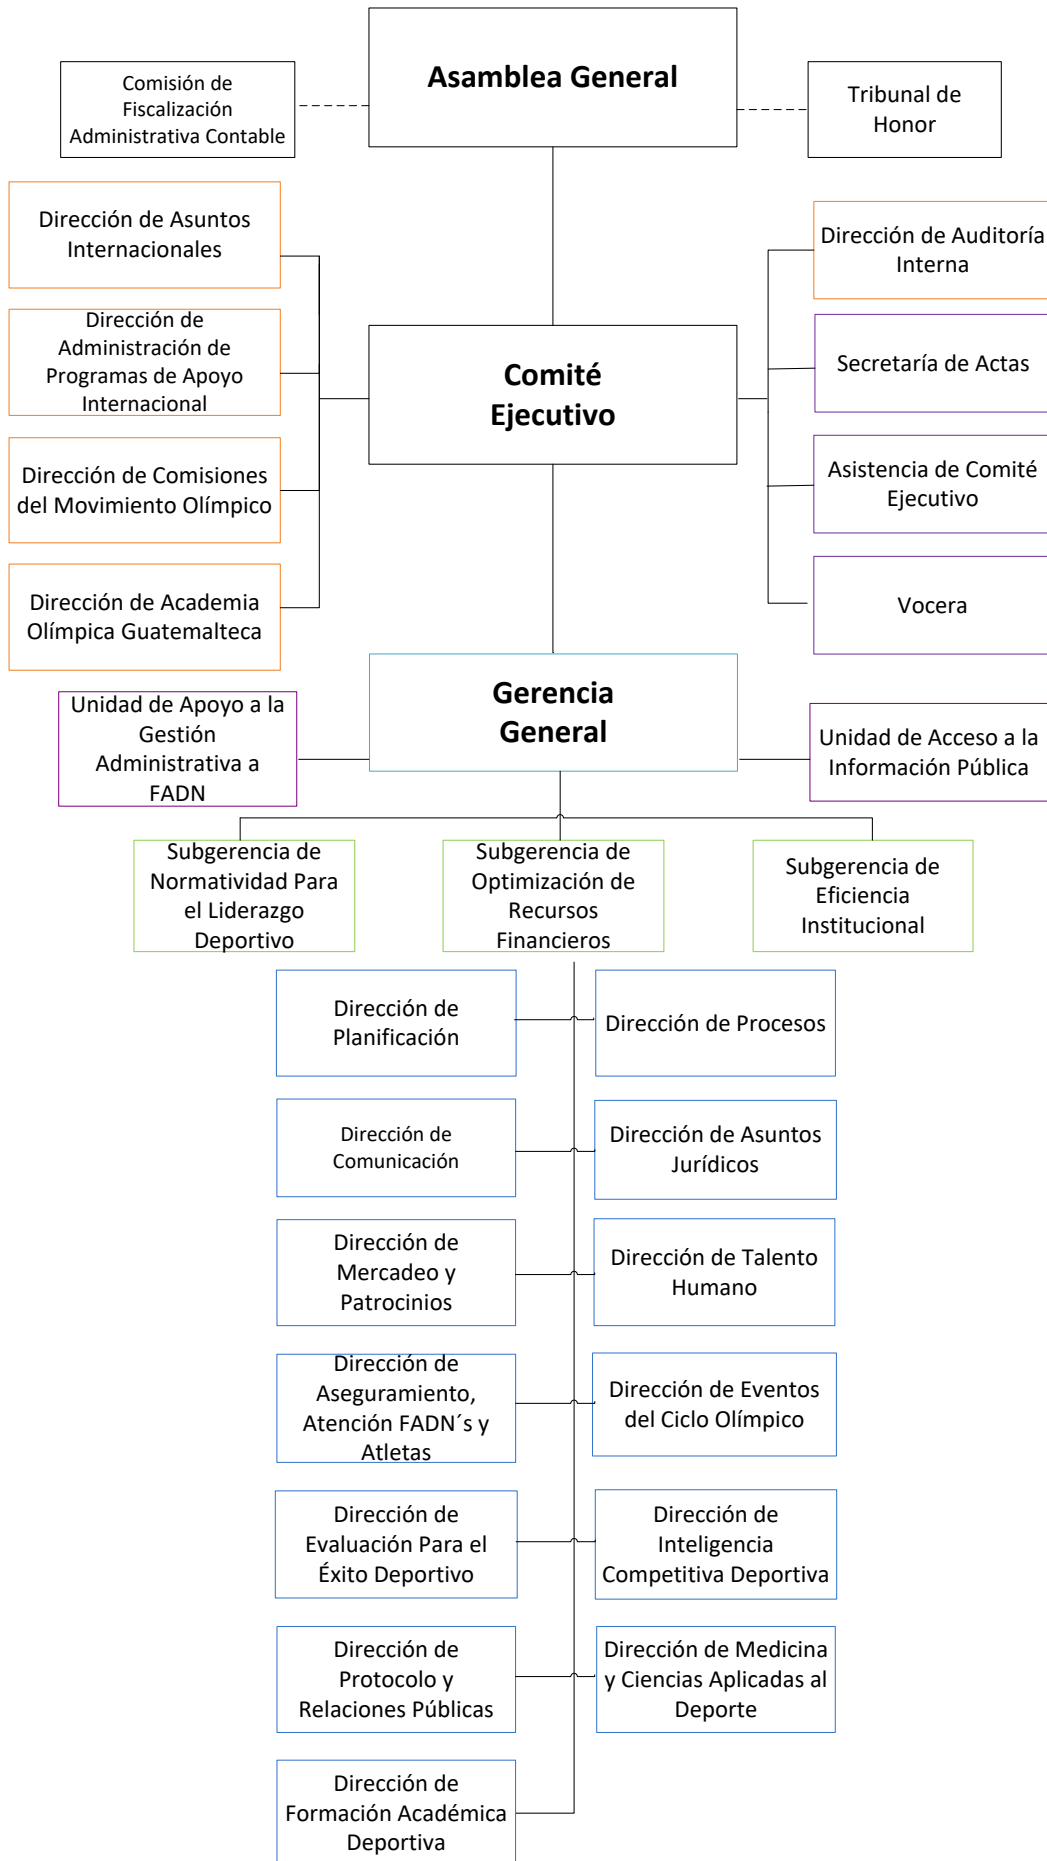 Asamblea General
Comisión de
Fiscalización
Administrativa Contable
Tribunal de
Honor
Dirección de Asuntos
Internacionales
Dirección de
Administración de
Programas de Apoyo
Internacional
Dirección de Comisiones
del Movimiento Olímpico
Dirección de Academia
Olímpica Guatemalteca
Comité
Ejecutivo
Dirección de Auditoría
Interna
Secretaría de Actas
Asistencia de Comité
Ejecutivo
Vocera
Gerencia
General
Unidad de Apoyo a la
Gestión
Administrativa a
FADN
Unidad de Acceso a la
Información Pública
Subgerencia de
Normatividad Para
el Liderazgo
Deportivo
Subgerencia de
Optimización de
Recursos
Financieros
Subgerencia de
Eficiencia
Institucional
Dirección de
Planificación
Dirección de Procesos
Dirección de
Comunicación
Dirección de Asuntos
Jurídicos
Dirección de
Mercadeo y
Patrocinios
Dirección de Talento
Humano
Dirección de
Aseguramiento,
Atención FADN´s y
Atletas
Dirección de Eventos
del Ciclo Olímpico
Dirección de
Evaluación Para el
Éxito Deportivo
Dirección de
Inteligencia
Competitiva Deportiva
Dirección de
Protocolo y
Relaciones Públicas
Dirección de Medicina
y Ciencias Aplicadas al
Deporte
Dirección de
Formación Académica
Deportiva